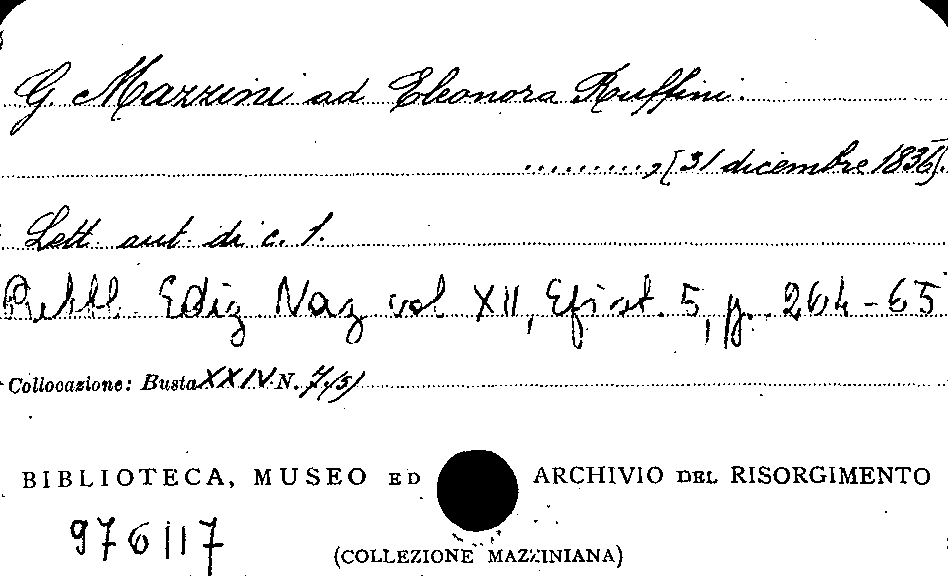 G. Mazzini ad Eleonora Ruffini.
.........., [31 dicembre 1836].
Lett. aut. di c. 1.
Pubbl. Ediz Naz vol XII, Epist. 5, p. 264-65
Collocazione: Busta XXIV N. 7(3)
BIBLIOTECA, MUSEO ED ARCHIVIO DEL RISORGIMENTO
976117
(COLLEZIONE MAZZINIANA)